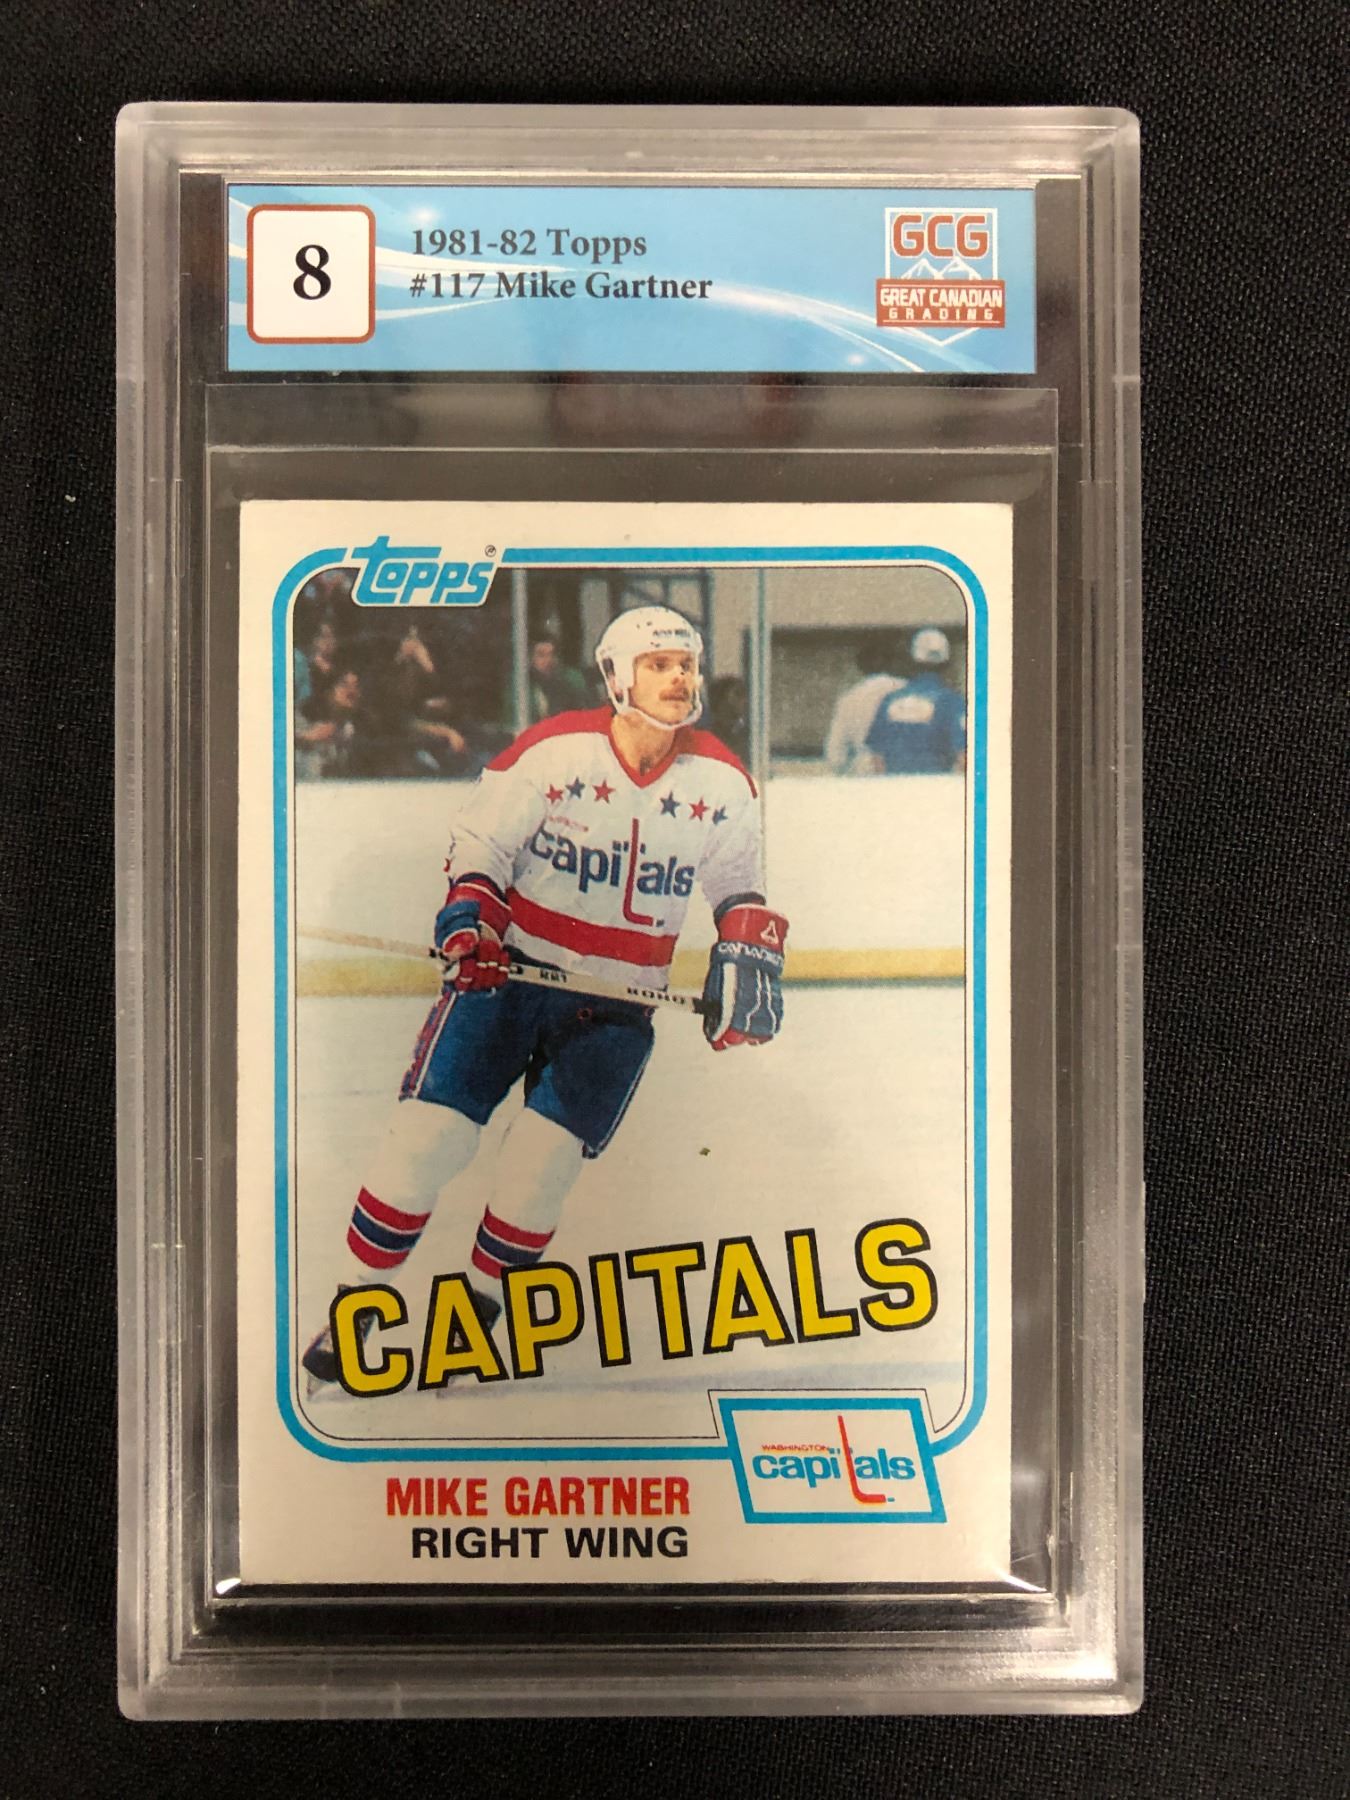 8
1981-82 Topps
#117 Mike Gartner
GCG
GREAT CANADIAN
GRADING
topps®
capitals
KOHO
CAPITALS
WASHINGTON
capitals
MIKE GARTNER
RIGHT WING